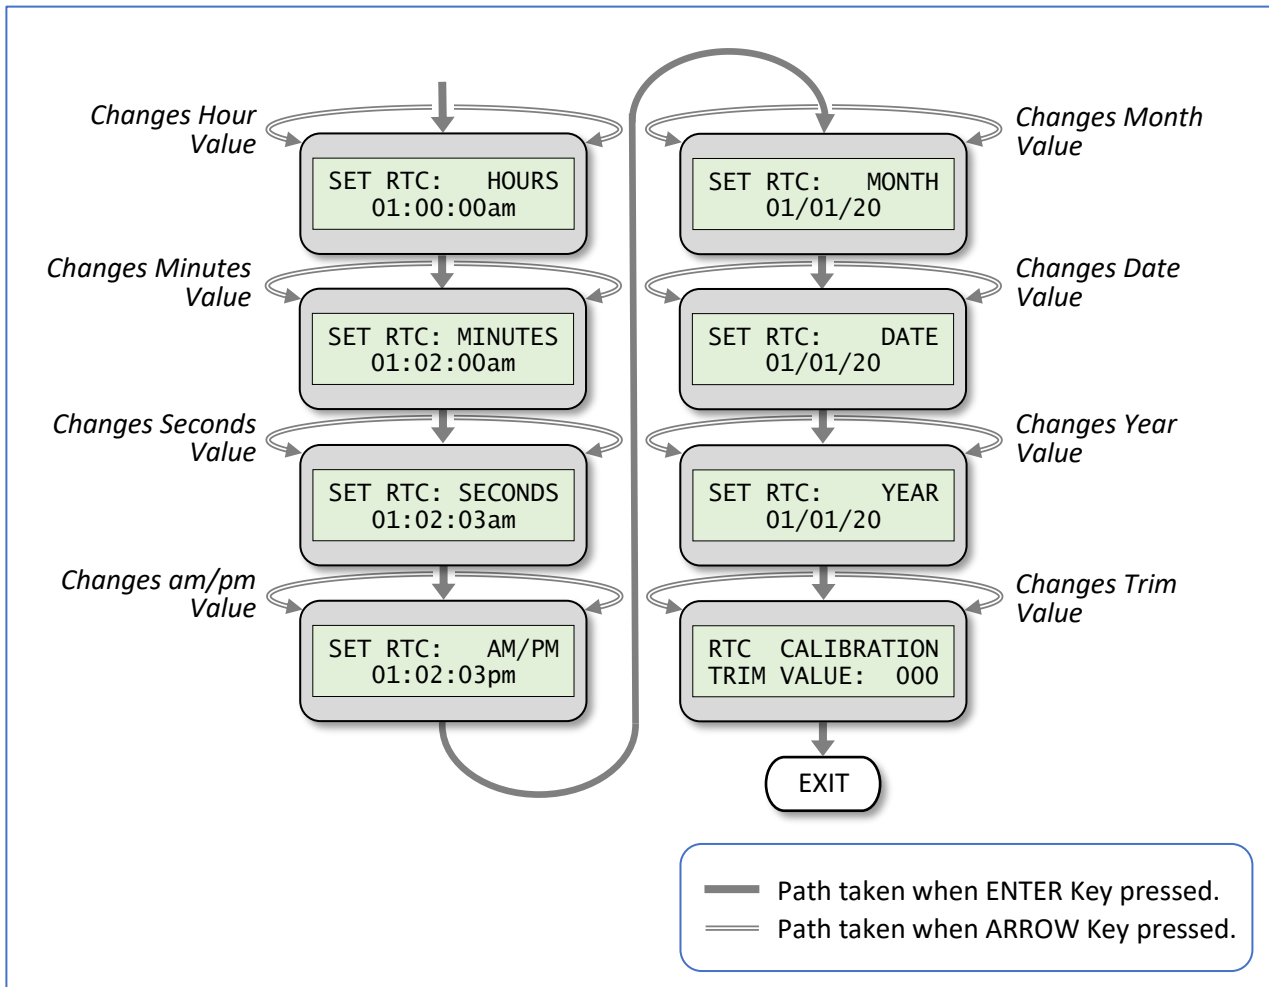 Changes Hour
Value
SET RTC:   HOURS
01:00:00am
Changes Minutes
Value
SET RTC: MINUTES
01:02:00am
Changes Seconds
Value
SET RTC: SECONDS
01:02:03am
Changes am/pm
Value
SET RTC:   AM/PM
01:02:03pm
Changes Month
Value
SET RTC:   MONTH
01/01/20
Changes Date
Value
SET RTC:    DATE
01/01/20
Changes Year
Value
SET RTC:    YEAR
01/01/20
Changes Trim
Value
RTC  CALIBRATION
TRIM VALUE:  000
EXIT
Path taken when ENTER Key pressed.
Path taken when ARROW Key pressed.